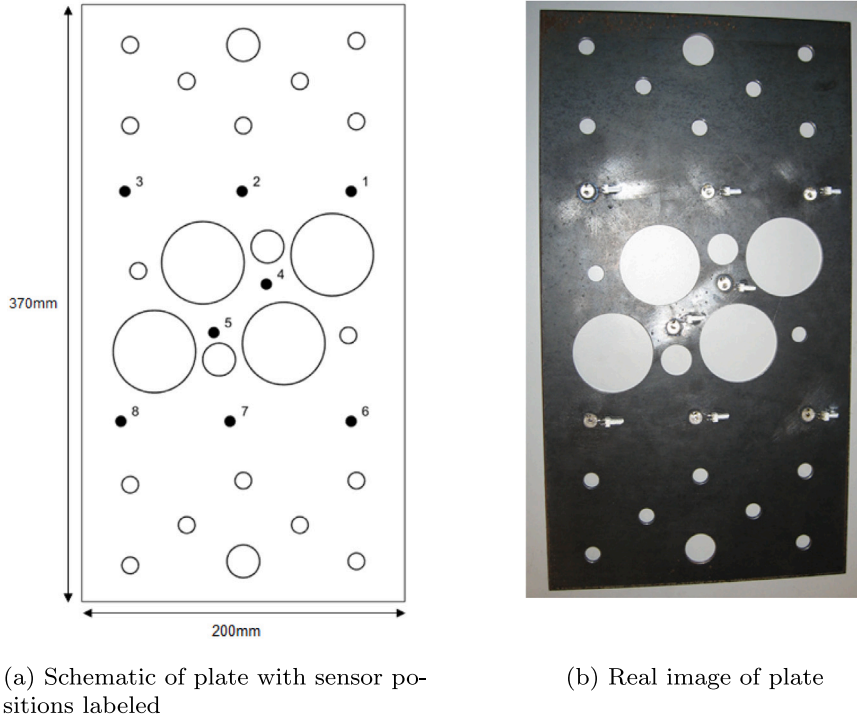 3
2
1
4
5
370mm
8
7
6
200mm
(a) Schematic of plate with sensor po-
sitions labeled
(b) Real image of plate